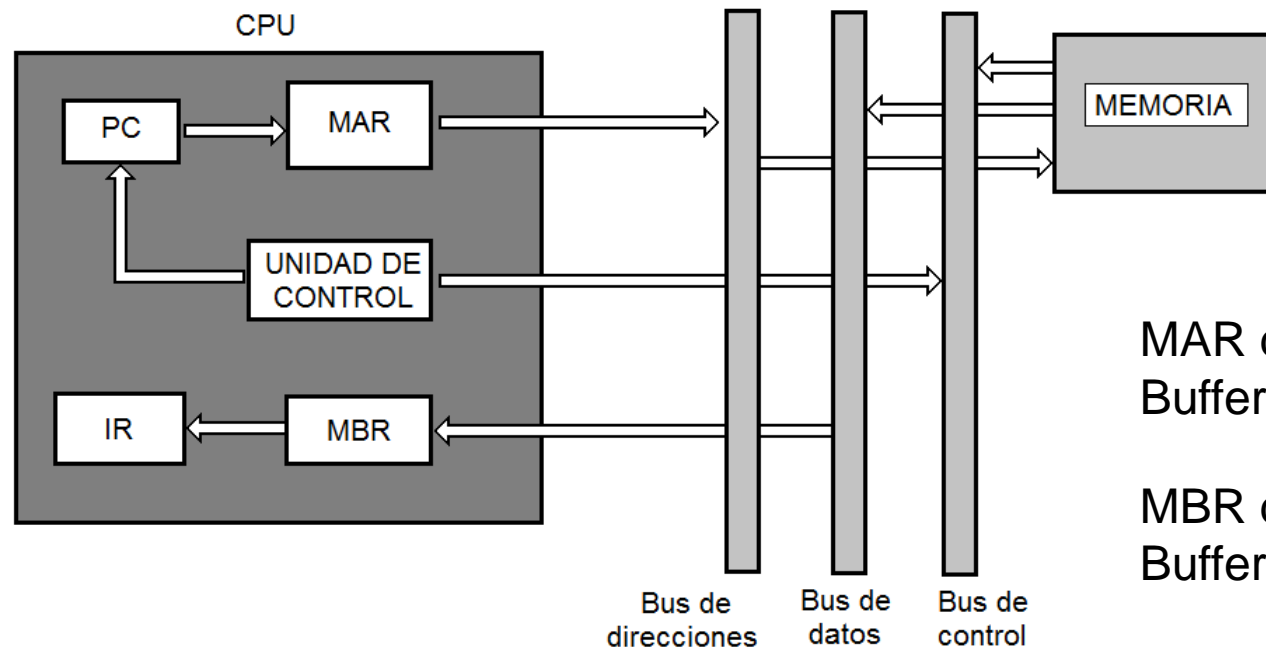 CPU
PC
MAR
MEMORIA
UNIDAD DE
CONTROL
IR
MBR
MAR
Buffer
MBR
Buffer
Bus de
direcciones
Bus de
datos
Bus de
control